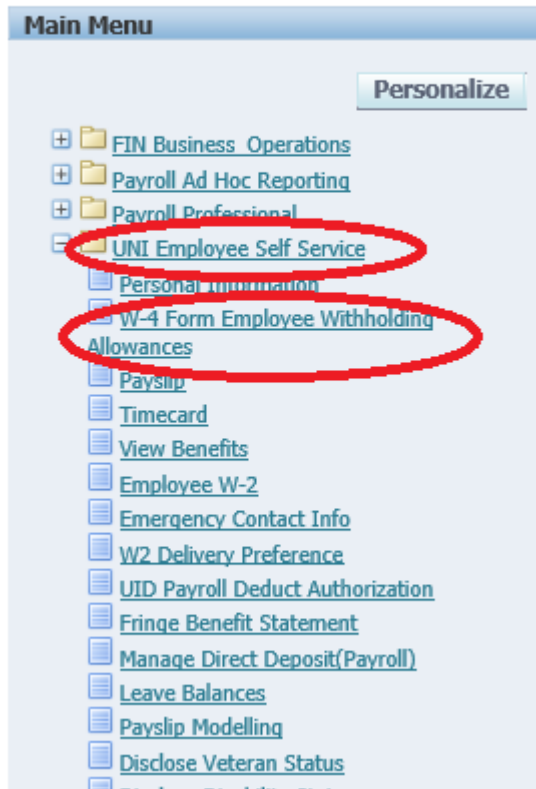 Main Menu
Personalize
FIN Business Operations
Payroll Ad Hoc Reporting
Payroll Professional
UNI Employee Self Service
Personal Information
W-4 Form Employee Withholding
Allowances
Payslip
Timecard
View Benefits
Employee W-2
Emergency Contact Info
W2 Delivery Preference
UID Payroll Deduct Authorization
Fringe Benefit Statement
Manage Direct Deposit(Payroll)
Leave Balances
Payslip Modelling
Disclose Veteran Status